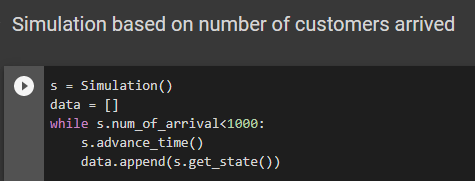 Simulation based on number of customers arrived
s = Simulation()
data = []
while s.num_of_arrival<1000:
    s.advance_time()
    data.append(s.get_state())